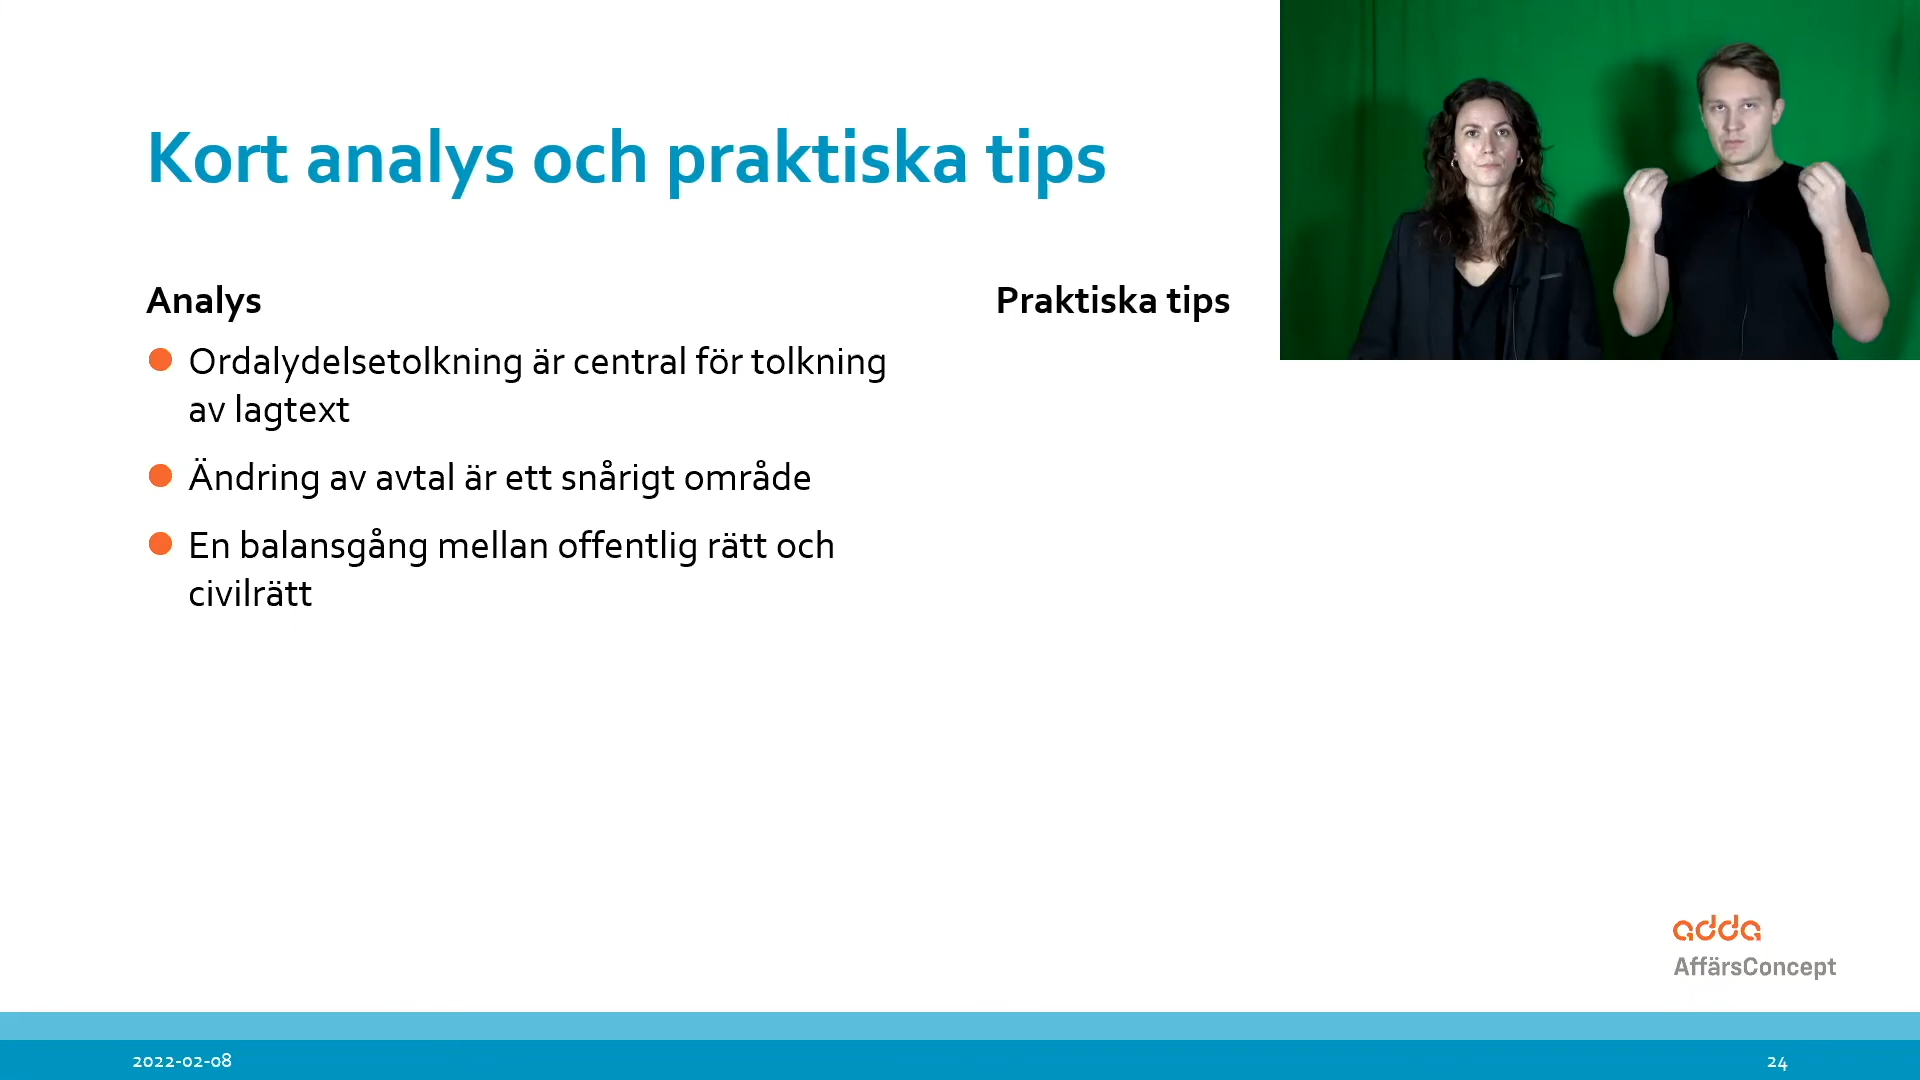 Kort analys och praktiska tips
Analys
Ordalydelsetolkning är central för tolkning
av lagtext
Ändring av avtal är ett snårigt område
En balansgång mellan offentlig rätt och
civilrätt
Praktiska tips
adda
AffärsConcept
2022-02-08
24